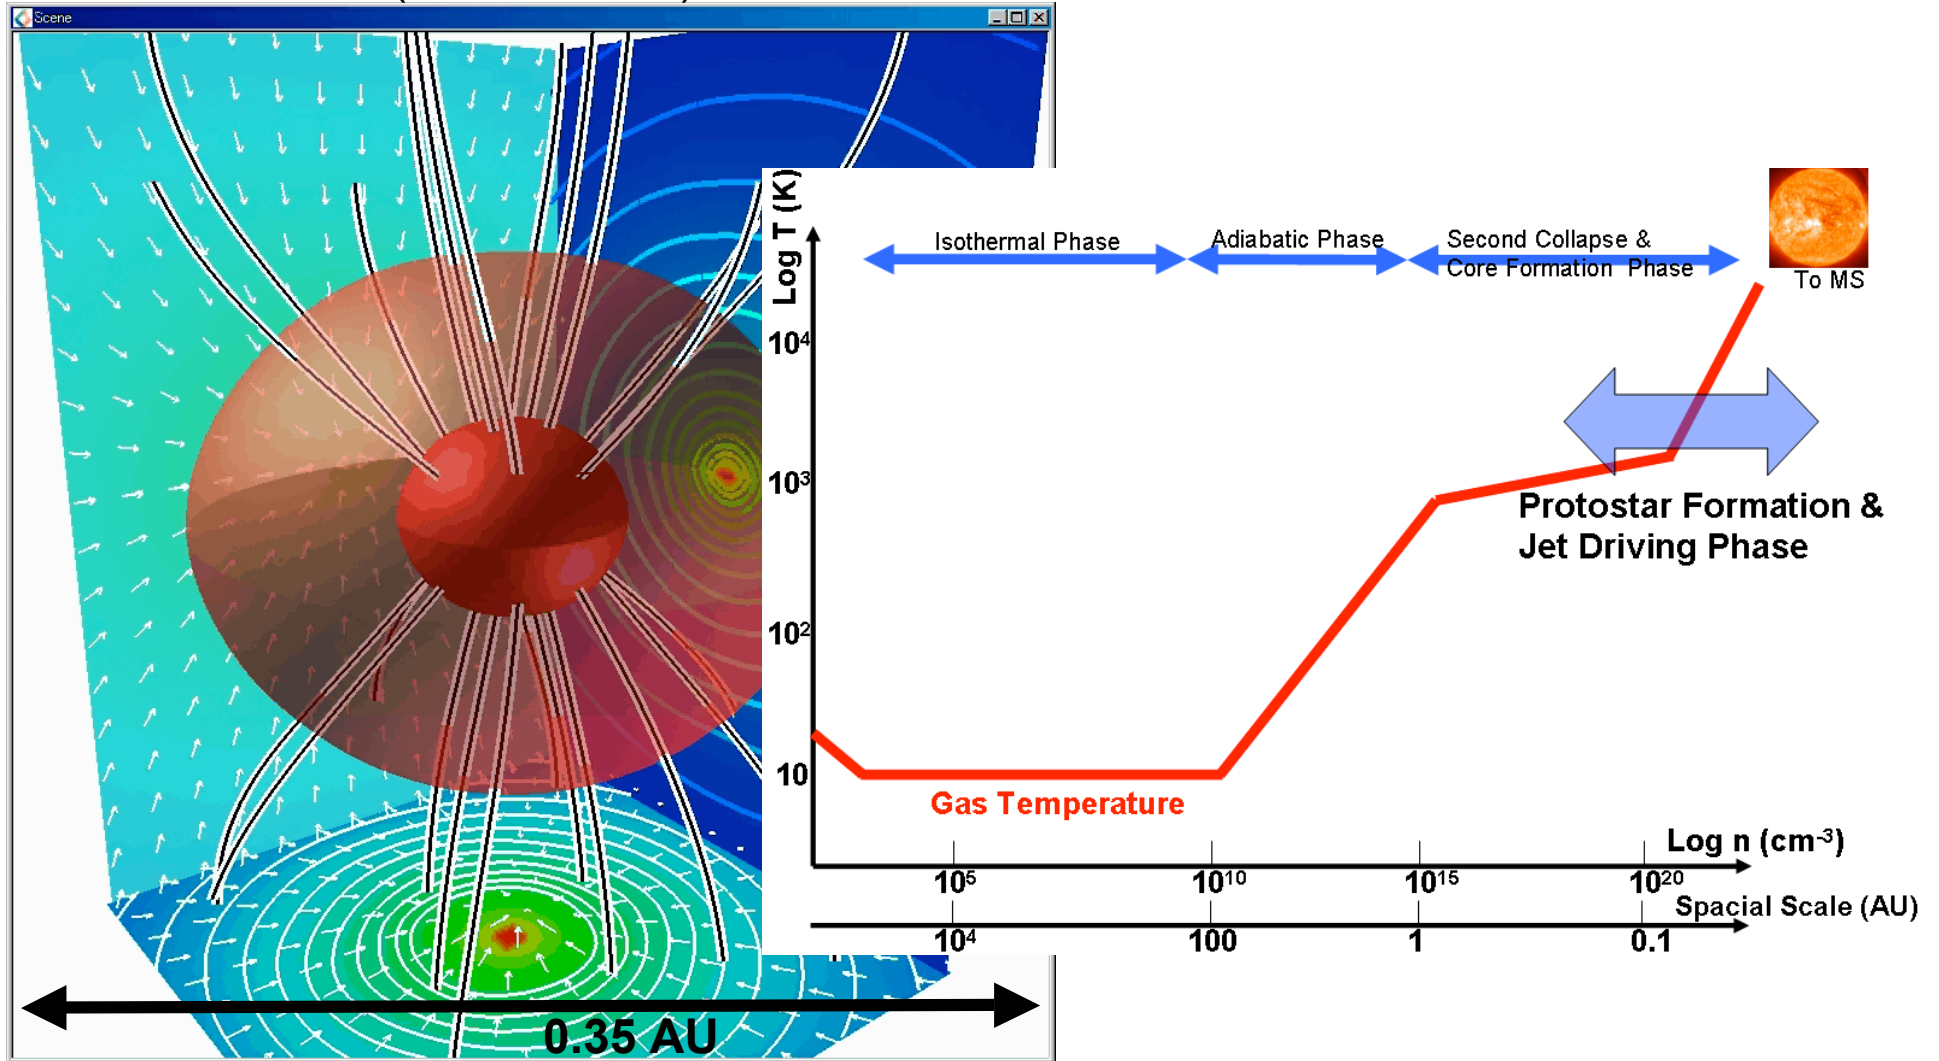 Scene
Log T (K)
Isothermal Phase
Adiabatic Phase
Second Collapse &
Core Formation Phase
To MS
10⁴
10³
Protostar Formation &
Jet Driving Phase
10²
10
Gas Temperature
Log n (cm⁻³)
10⁵ 10¹⁰ 10¹⁵ 10²⁰
Spacial Scale (AU)
10⁴ 100 1 0.1
0.35 AU